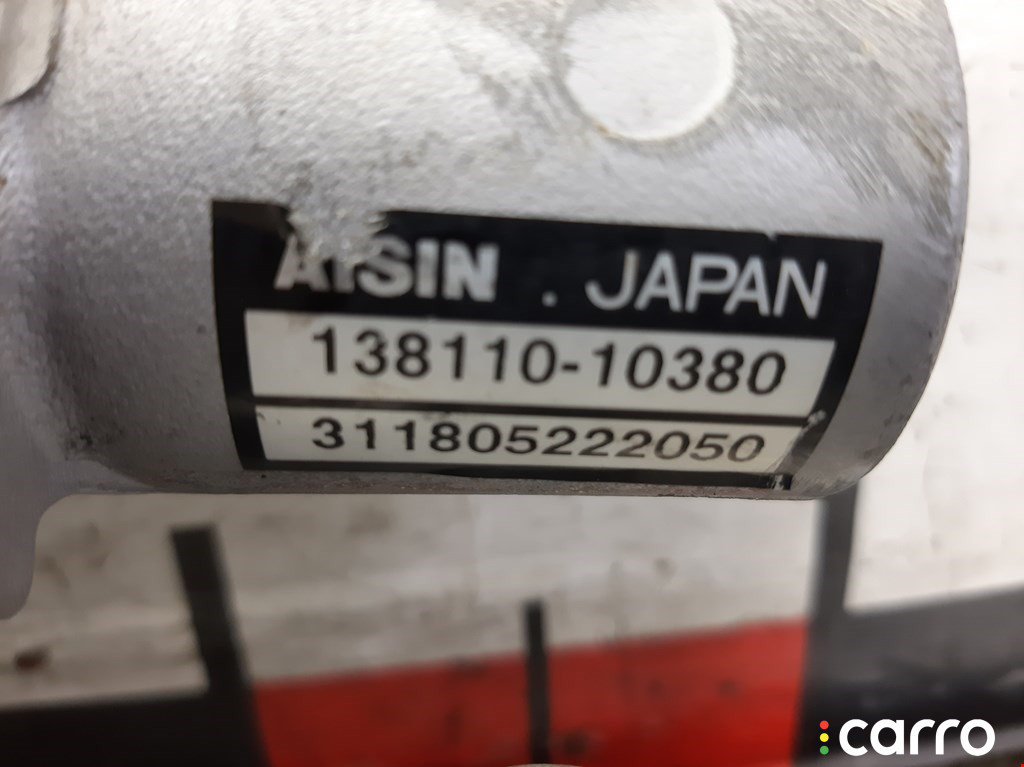 AISIN . JAPAN
138110-10380
311805222050
carro